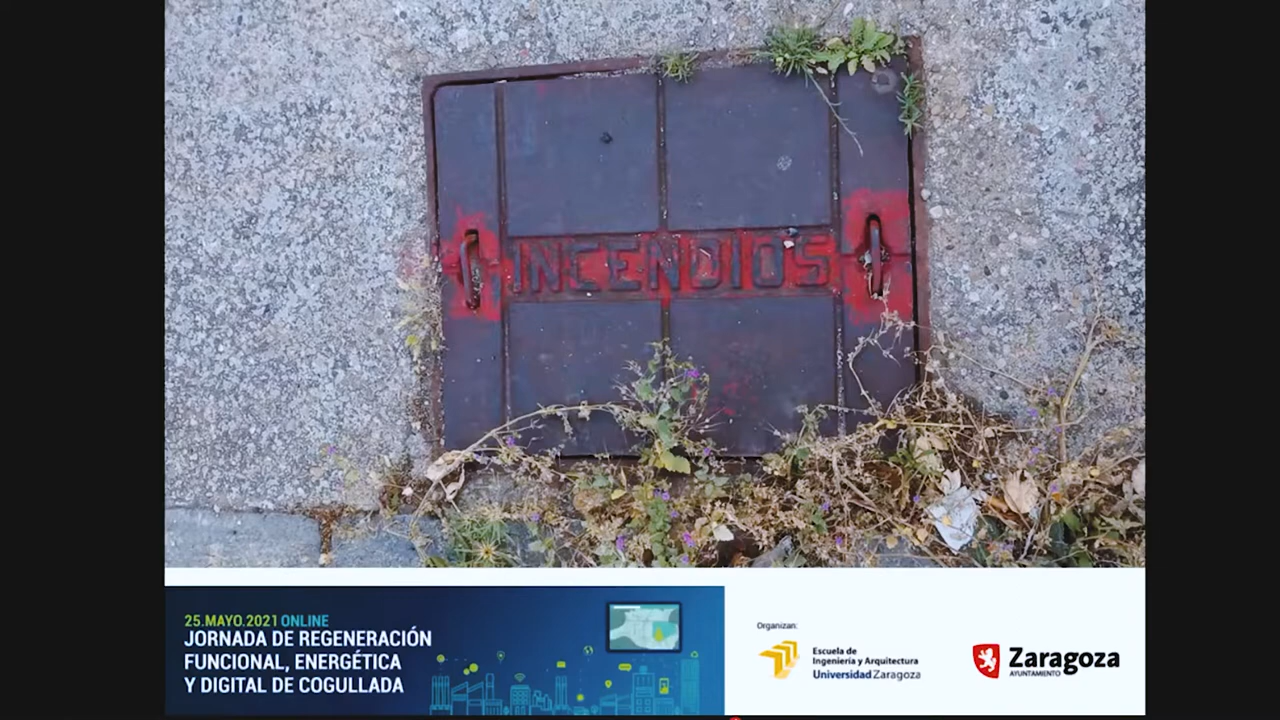 INCENDIOS
25.MAYO.2021 ONLINE
JORNADA DE REGENERACIÓN
FUNCIONAL, ENERGÉTICA
Y DIGITAL DE COGULLADA
Organizan:
Escuela de
Ingeniería y Arquitectura
Universidad Zaragoza
Zaragoza
AYUNTAMIENTO